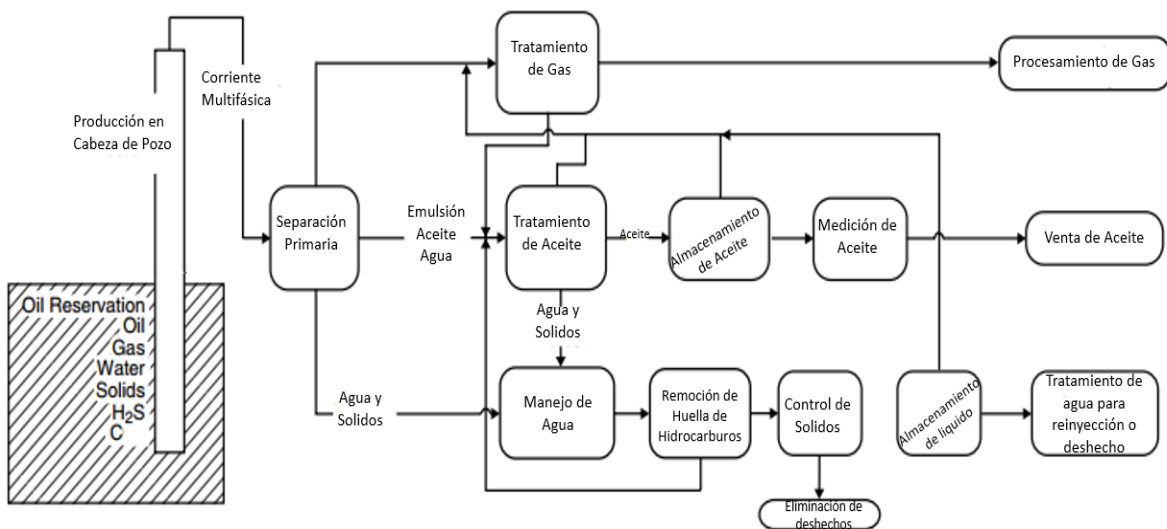 Corriente
Multifásica
Producción en
Cabeza de Pozo
Oil Reservation
Oil
Gas
Water
Solids
H₂S
C
Separación
Primaria
Tratamiento
de Gas
Procesamiento de Gas
Emulsión
Aceite
Agua
Tratamiento
de Aceite
Aceite
Almacenamiento
de Aceite
Medición de
Aceite
Venta de Aceite
Agua y
Solidos
Agua y
Solidos
Manejo de
Agua
Remoción de
Huella de
Hidrocarburos
Control de
Solidos
Eliminación de
deshechos
Almacenamiento
de liquido
Tratamiento de
agua para
reinyección o
deshecho